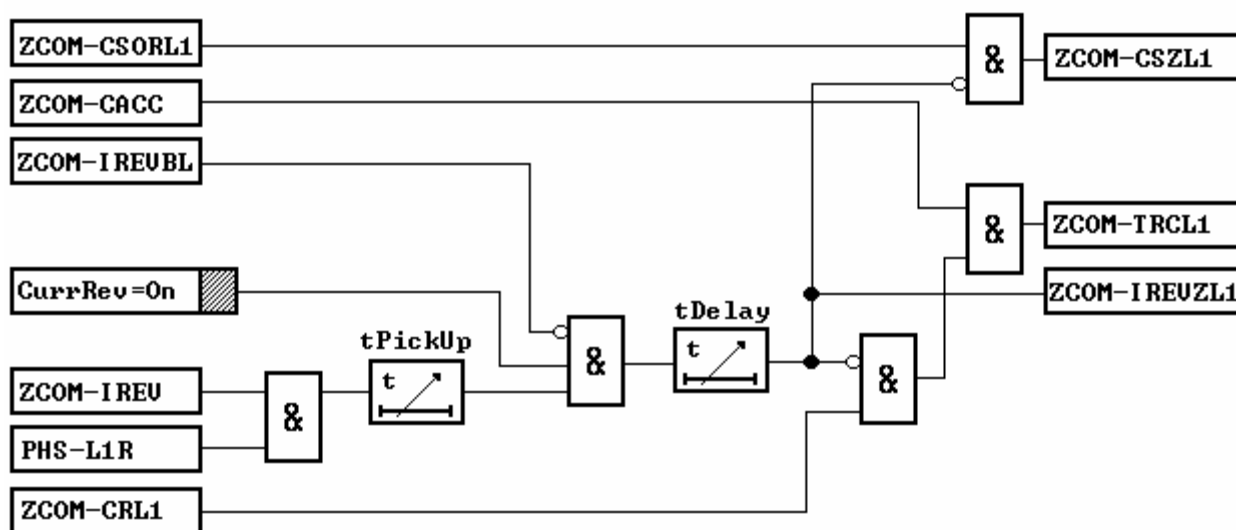 ZCOM-CSORL1
&
ZCOM-CSZL1
ZCOM-CACC
ZCOM-IREVBL
&
ZCOM-TRCL1
CurrRev=On
ZCOM-IREVZL1
tDelay
tPickUp
t
&
t
&
ZCOM-IREV
&
PHS-L1R
ZCOM-CRL1